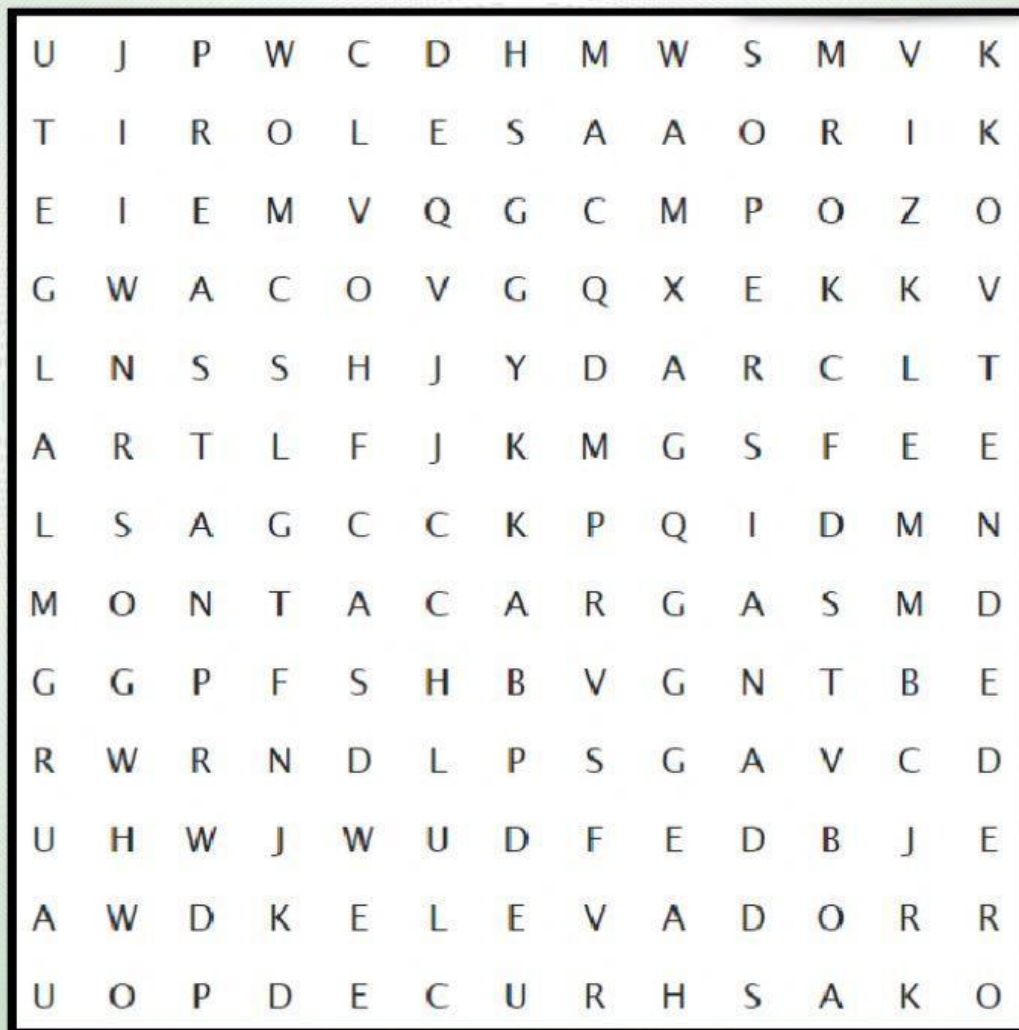 U J P W C D H M W S M V K
T I R O L E S A A O R I K
E I E M V Q G C M P O Z O
G W A C O V G Q X E K K V
L N S S H J Y D A R C L T
A R T L F J K M G S F E E
L S A G C C K P Q I D M N
M O N T A C A R G A S M D
G G P F S H B V G N T B E
R W R N D L P S G A V C D
U H W J W U D F E D B J E
A W D K E L E V A D O R R
U O P D E C U R H S A K O